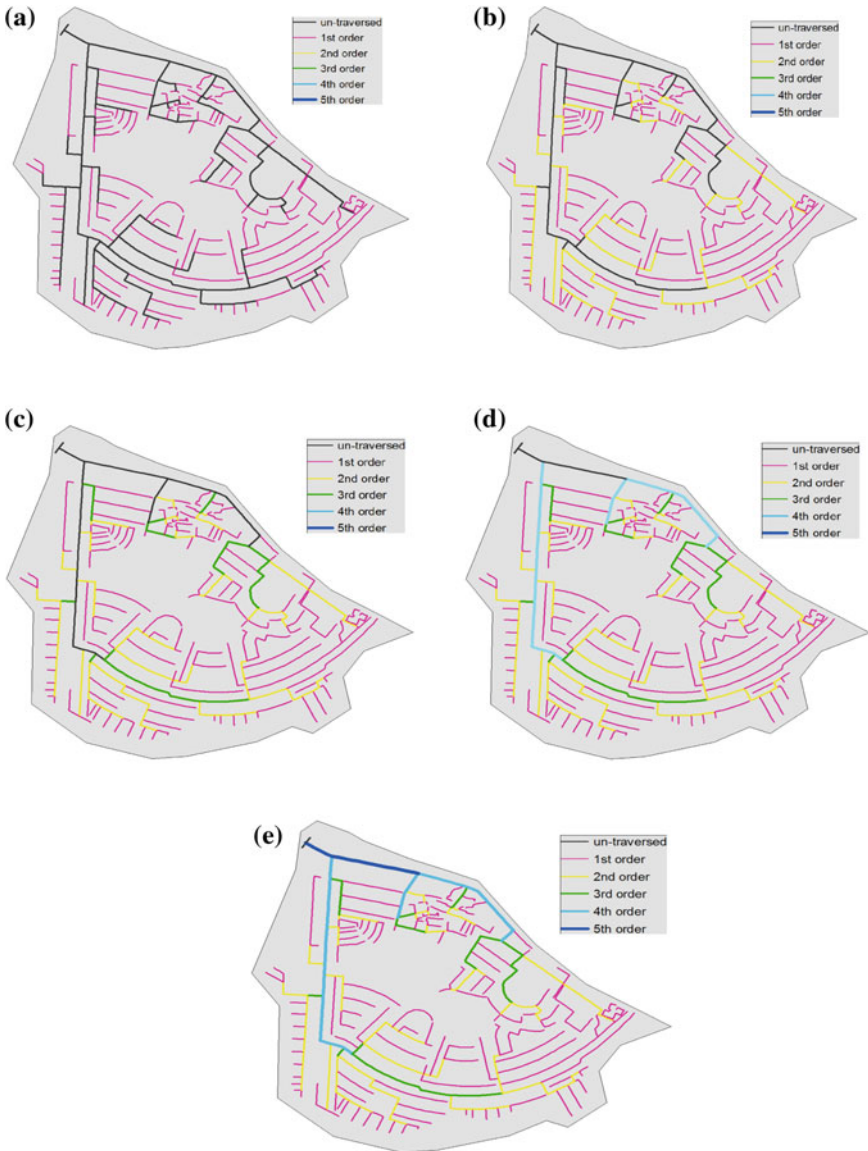 (a)
un-traversed
1st order
2nd order
3rd order
4th order
5th order
(b)
un-traversed
1st order
2nd order
3rd order
4th order
5th order
(c)
un-traversed
1st order
2nd order
3rd order
4th order
5th order
(d)
un-traversed
1st order
2nd order
3rd order
4th order
5th order
(e)
un-traversed
1st order
2nd order
3rd order
4th order
5th order